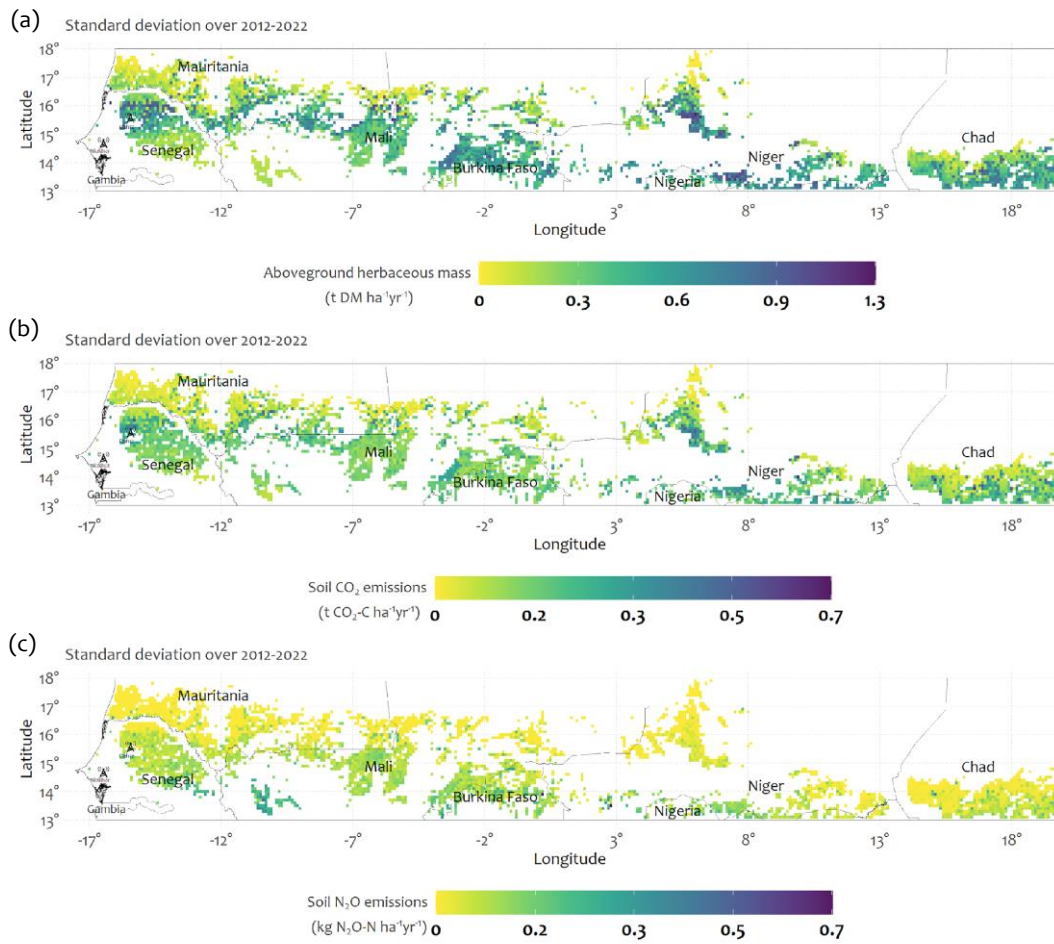 (a)
Standard deviation over 2012-2022
18°
17°
16°
15°
14°
13°
Latitude
Mauritania
Senegal
Gambia
Mali
Burkina Faso
Niger
Nigeria
Chad
-17°
-12°
-7°
-2°
3°
8°
13°
18°
Longitude
Aboveground herbaceous mass
(t DM ha⁻¹yr⁻¹)
0
0.3
0.6
0.9
1.3
(b)
Standard deviation over 2012-2022
18°
17°
16°
15°
14°
13°
Latitude
Mauritania
Senegal
Gambia
Mali
Burkina Faso
Niger
Nigeria
Chad
-17°
-12°
-7°
-2°
3°
8°
13°
18°
Longitude
Soil CO₂ emissions
(t CO₂-C ha⁻¹yr⁻¹)
0
0.2
0.3
0.5
0.7
(c)
Standard deviation over 2012-2022
18°
17°
16°
15°
14°
13°
Latitude
Mauritania
Senegal
Gambia
Mali
Burkina Faso
Niger
Nigeria
Chad
-17°
-12°
-7°
-2°
3°
8°
13°
18°
Longitude
Soil N₂O emissions
(kg N₂O-N ha⁻¹yr⁻¹)
0
0.2
0.3
0.5
0.7